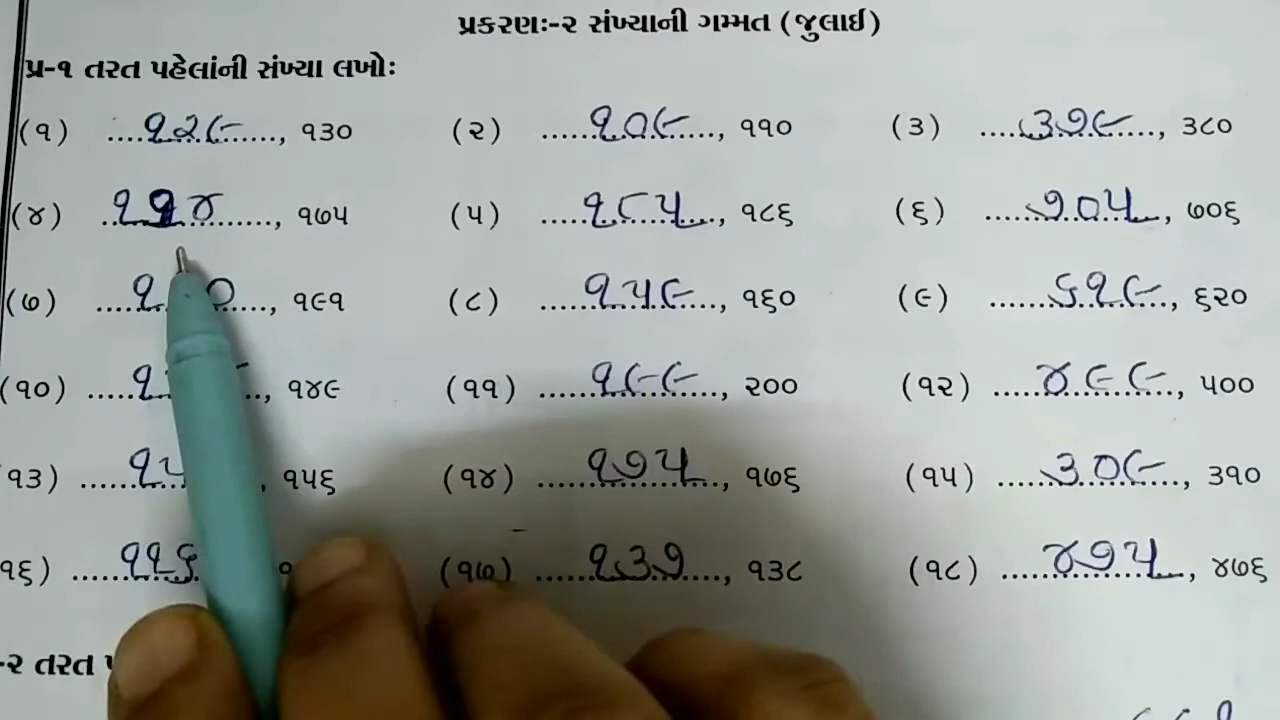 પ્રકરણઃ-૨ સંખ્યાની ગમ્મત (જુલાઈ)
પ્ર-૧ તરત પહેલાંની સંખ્યા લખોઃ
(૧) ....૧૨૯....., ૧૩૦ (૨) .....૧૦૯....., ૧૧૦ (૩) ....૩૭૯....., ૩૮૦
(૪) ....૧૭૪....., ૧૭૫ (૫) .....૧૮૫....., ૧૮૬ (૬) .....૭૦૫....., ૭૦૬
(૭) ....., ૧૯૧ (૮) .....૧૫૯....., ૧૬૦ (૯) .....૬૧૯....., ૬૨૦
(૧૦) ....., ૧૪૯ (૧૧) .....૧૯૯....., ૨૦૦ (૧૨) .....૪૯૯....., ૫૦૦
૧૩) ....., ૧૫૬ (૧૪) .....૧૭૫....., ૧૭૬ (૧૫) .....૩૦૯....., ૩૧૦
૧૬) .....૧૧૬ (૧૭) .....૧૩૭....., ૧૩૮ (૧૮) .....૪૭૫....., ૪૭૬
-૨ તરત